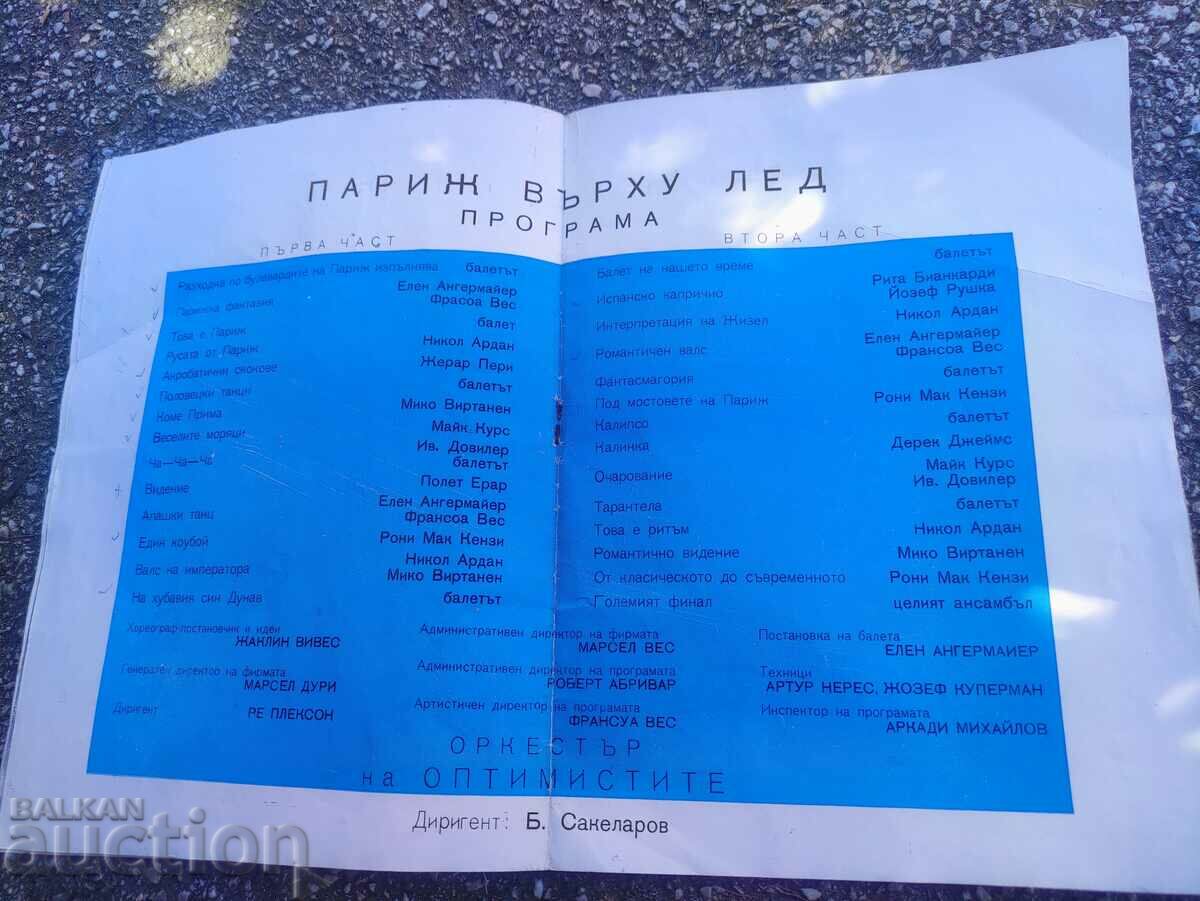 ПАРИЖ ВЪРХУ ЛЕД
ПРОГРАМА
ПЪРВА ЧАСТ
Разходка по булевардите на Париж изпълнява балетът
Парижка фантазия Елен Ангермайер
Фрасоа Вес
Това е Париж балет
Русата от Париж Никол Ардан
Акробатични скокове Жерар Пери
Половецки танци балетът
Коме Прима Мико Виртанен
Веселите моряци Майк Курс
Ив. Довилер
Ча—Ча—Ча балетът
Видение Полет Ерар
Апашки танц Елен Ангермайер
Франсоа Вес
Един коубой Рони Мак Кензи
Валс на императора Никол Ардан
Мико Виртанен
На хубавия син Дунав балетът
ВТОРА ЧАСТ
Балет на нашето време балетът
Испанско капричио Рита Бианкарди
Йозеф Рушка
Интерпретация на Жизел Никол Ардан
Романтичен валс Елен Ангермайер
Франсоа Вес
Фантасмагория балетът
Под мостовете на Париж Рони Мак Кензи
Калипсо балетът
Калинка Дерек Джеймс
Очарование Майк Курс
Ив. Довилер
Тарантела балетът
Това е ритъм Никол Ардан
Романтично видение Мико Виртанен
От класическото до съвременното Рони Мак Кензи
Големият финал целият ансамбъл
Хореограф-постановчик и идеи
ЖАКЛИН ВИВЕС
Генерален директор на фирмата
МАРСЕЛ ДУРИ
Диригент РЕ ПЛЕКСОН
Административен директор на фирмата
МАРСЕЛ ВЕС
Административен директор на програмата
РОБЕРТ АБРИВАР
Артистичен директор на програмата
ФРАНСУА ВЕС
Постановка на балета
ЕЛЕН АНГЕРМАИЕР
Техници
АРТУР НЕРЕС, ЖОЗЕФ КУПЕРМАН
Инспектор на програмата
АРКАДИ МИХАЙЛОВ
ОРКЕСТЪР
на ОПТИМИСТИТЕ
Диригент: Б. Сакеларов
BALKAN
auction